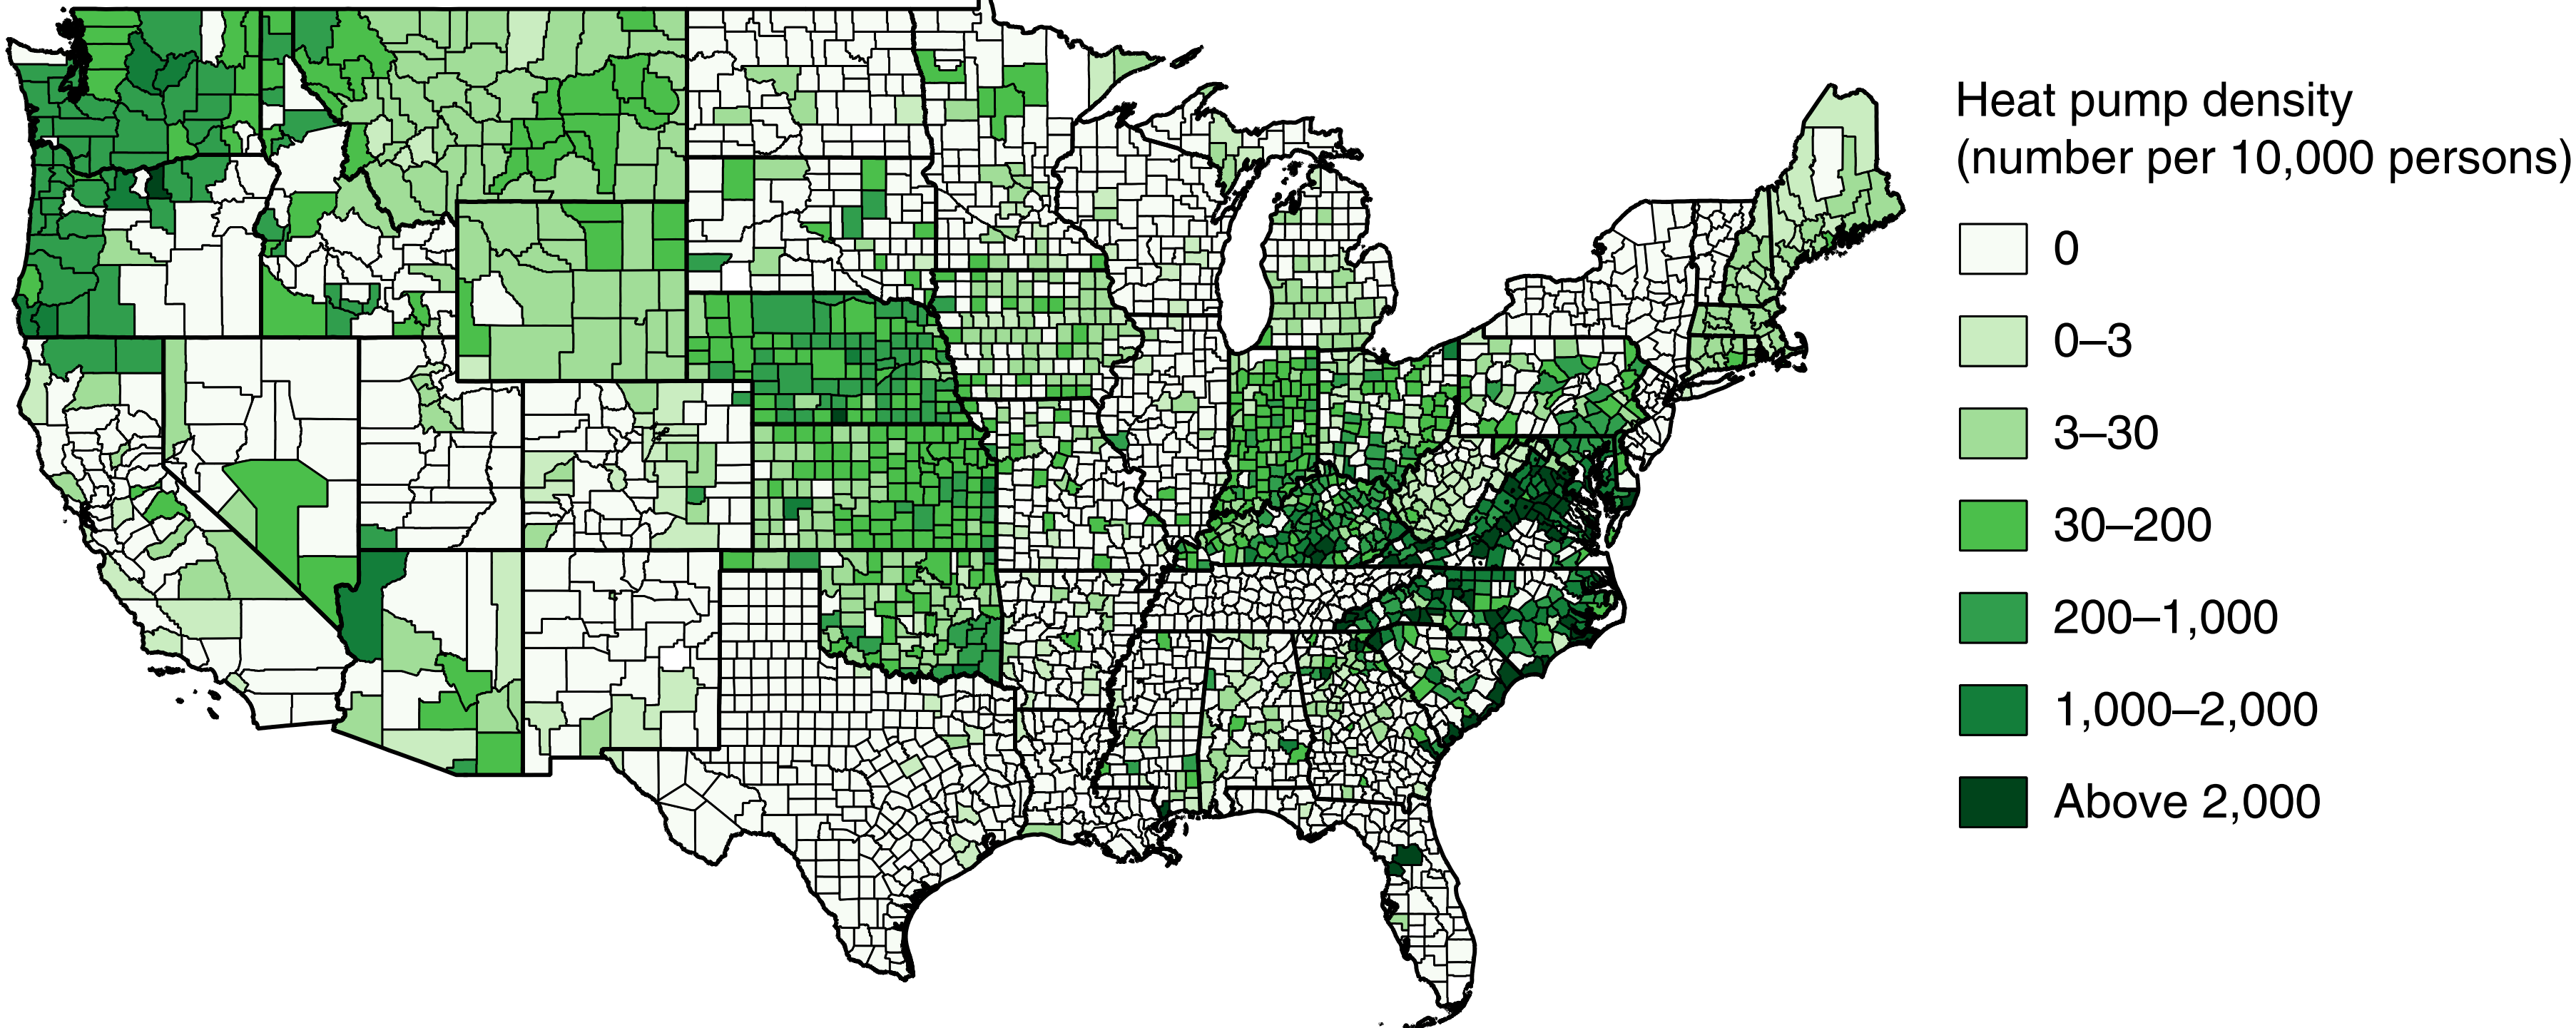 Heat pump density
(number per 10,000 persons)
0
0–3
3–30
30–200
200–1,000
1,000–2,000
Above 2,000